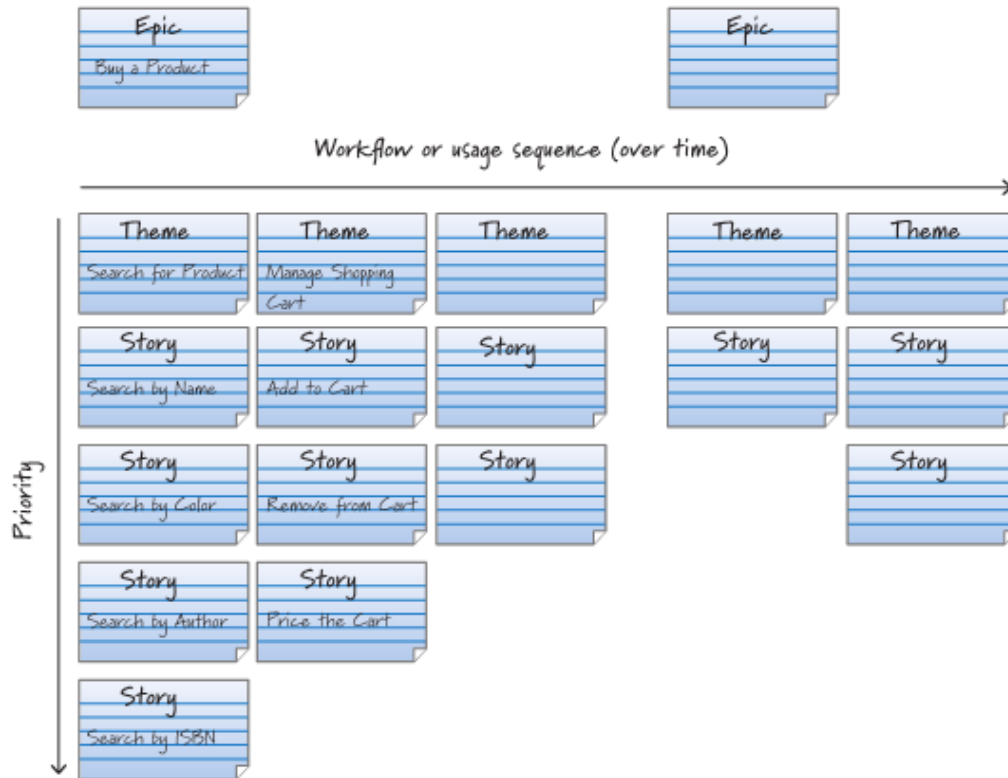 Epic
Buy a Product
Epic
Workflow or usage sequence (over time)
Priority
Theme
Search for Product
Theme
Manage Shopping
Cart
Theme
Theme
Theme
Story
Search by Name
Story
Add to Cart
Story
Story
Story
Story
Search by Color
Story
Remove from Cart
Story
Story
Story
Search by Author
Story
Price the Cart
Story
Search by ISBN